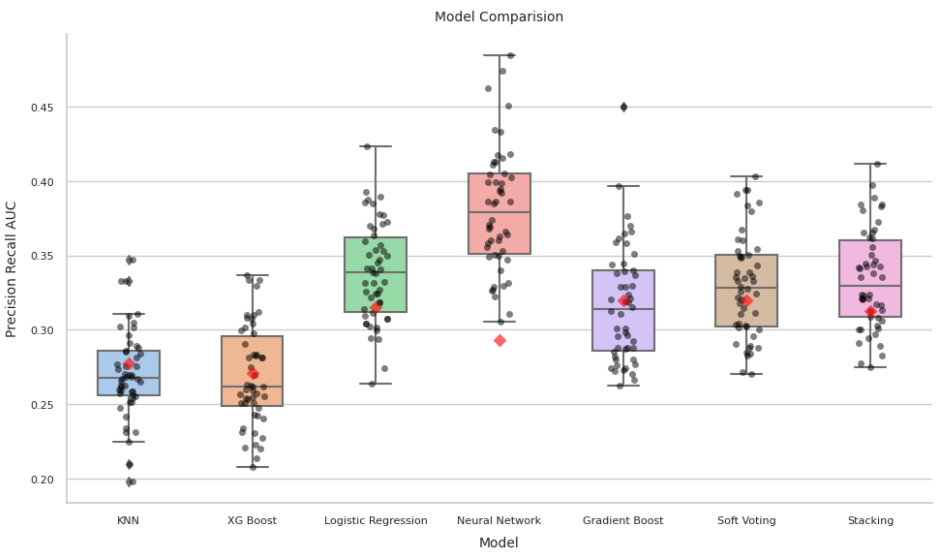 Model Comparision
Precision Recall AUC
0.45
0.40
0.35
0.30
0.25
0.20
KNN XG Boost Logistic Regression Neural Network Gradient Boost Soft Voting Stacking
Model